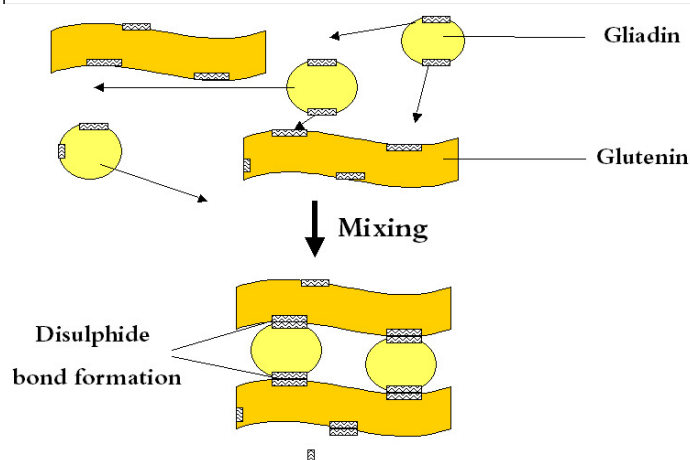 Gliadin
Glutenin
Mixing
Disulphide
bond formation